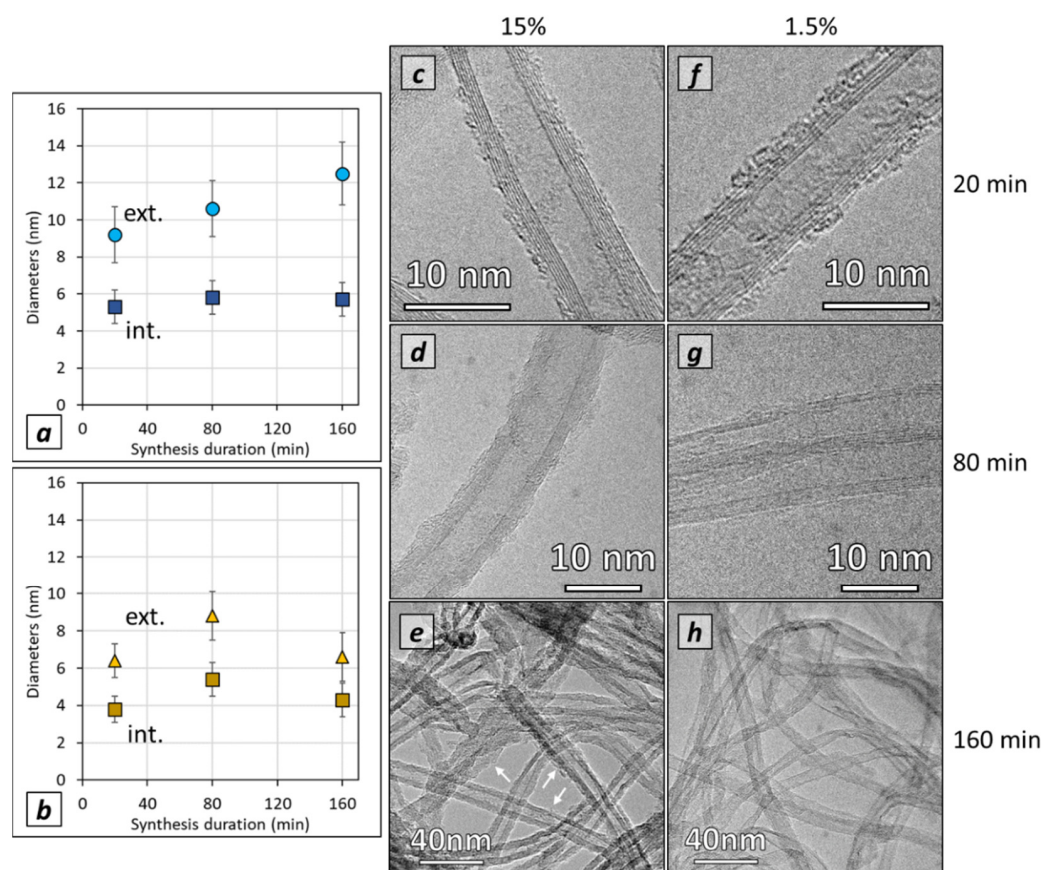 15%
1.5%
16
14
12
10
8
6
4
2
0
Diameters (nm)
ext.
int.
0
40
80
120
160
Synthesis duration (min)
a
16
14
12
10
8
6
4
2
0
Diameters (nm)
ext.
int.
0
40
80
120
160
Synthesis duration (min)
b
c
10 nm
f
10 nm
20 min
d
10 nm
g
10 nm
80 min
e
40nm
h
40nm
160 min